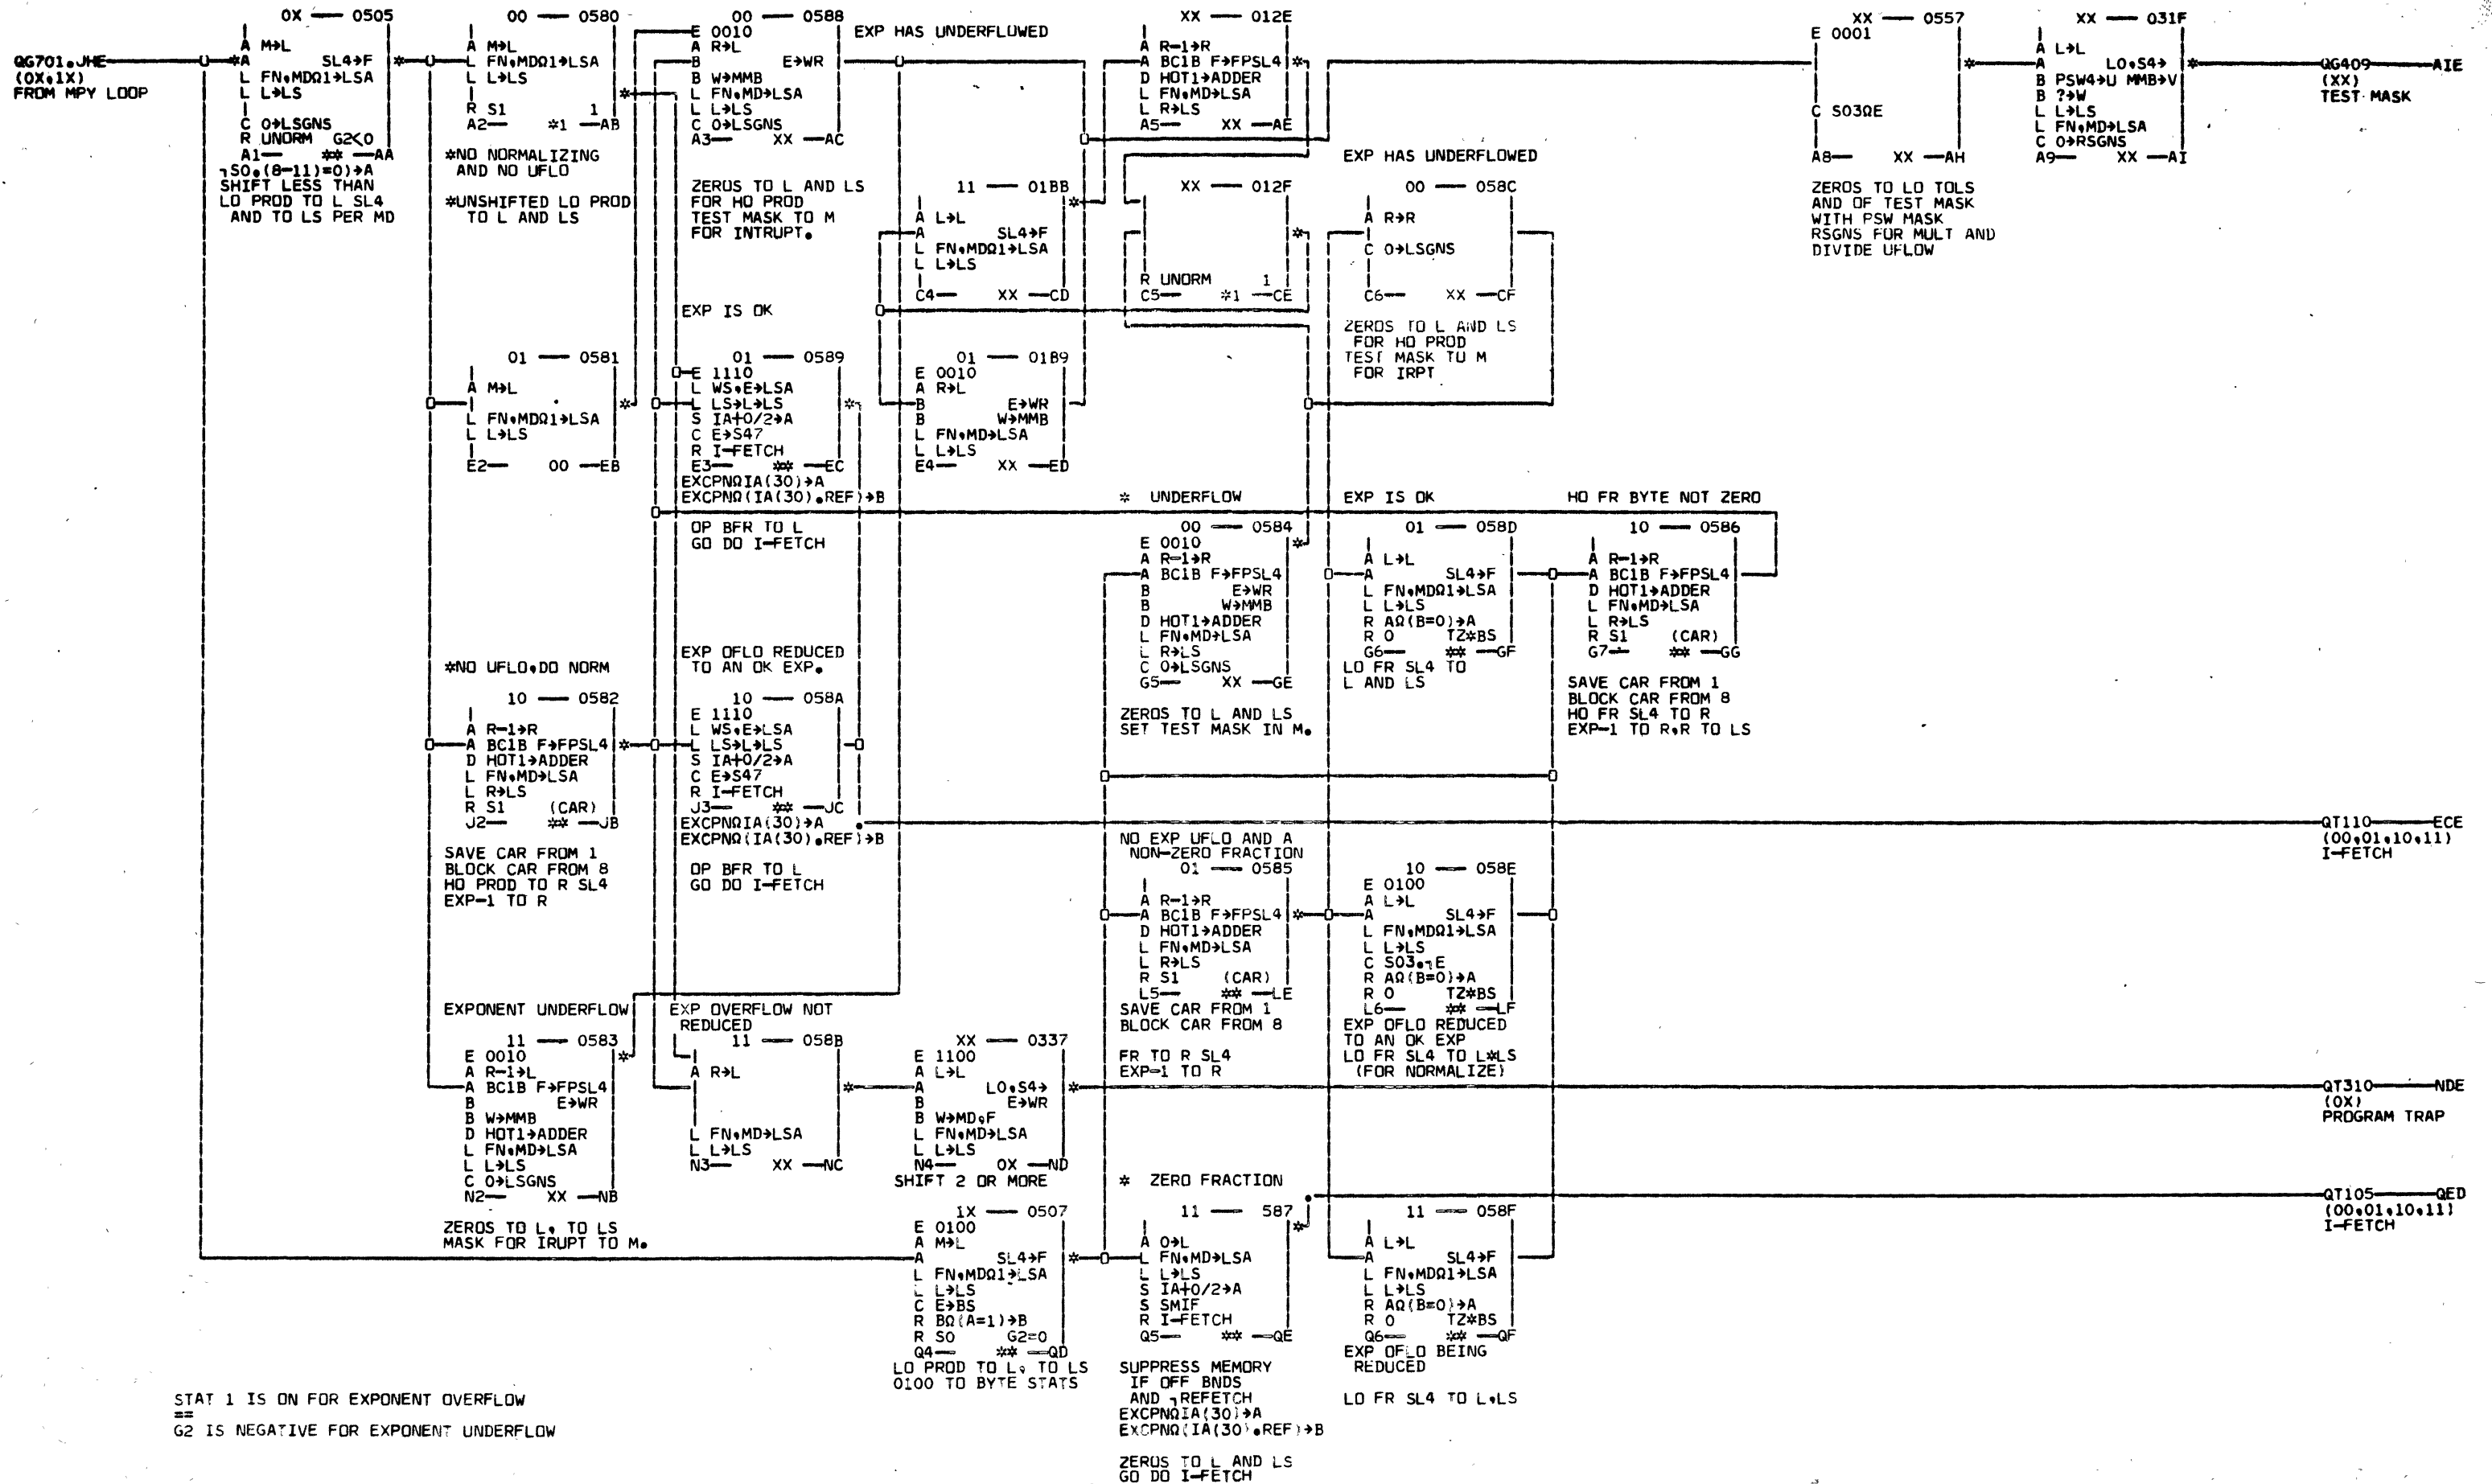 QG701.JHE
(0X,1X)
FROM MPY LOOP
0X — 0505
A M→L
*A SL4→F *
L FN,MDΩ1→LSA
L L→LS
C 0→LSGNS
R UNORM G2<0
A1— ** —AA
¬S0.(8-11)=0)→A
SHIFT LESS THAN
LO PROD TO L SL4
AND TO LS PER MD
00 — 0580
A M→L
L FN,MDΩ1→LSA
L L→LS
*
R S1 1
A2— *1 —AB
*NO NORMALIZING
AND NO UFLO
*UNSHIFTED LO PROD
TO L AND LS
00 — 0588
E 0010
A R→L
B E→WR
B W→MMB
L FN,MD→LSA
L L→LS
C 0→LSGNS
A3— XX —AC
EXP HAS UNDERFLOWED
ZEROS TO L AND LS
FOR HO PROD
TEST MASK TO M
FOR INTRUPT.
XX — 012E
A R-1→R
A BC1B F→FPSL4 *
D HOT1→ADDER
L FN,MD→LSA
L R→LS
A5— XX —AE
XX — 0557
E 0001
*
C S03ΩE
A8— XX —AH
ZEROS TO LO TOLS
AND OF TEST MASK
WITH PSW MASK
RSGNS FOR MULT AND
DIVIDE UFLOW
XX — 031F
A L→L
A L0,S4→ *
B PSW4→U MMB→V
B ?→W
L L→LS
L FN,MD→LSA
C 0→RSGNS
A9— XX —AI
QG409 —AIE
(XX)
TEST MASK
11 — 01BB
*
A L→L
A SL4→F
L FN,MDΩ1→LSA
L L→LS
C4— XX —CD
XX — 012F
*
R UNORM 1
C5— *1 —CE
EXP HAS UNDERFLOWED
00 — 058C
A R→R
C 0→LSGNS
C6— XX —CF
ZEROS TO L AND LS
FOR HO PROD
TEST MASK TO M
FOR IRPT
01 — 0581
A M→L
*
L FN,MDΩ1→LSA
L L→LS
E2— 00 —EB
EXP IS OK
01 — 0589
E 1110
L WS,E→LSA
L LS→L→LS *
S IA+0/2→A
C E→S47
R I-FETCH
E3— ** —EC
EXCPNΩIA(30)→A
EXCPNΩ(IA(30).REF)→B
OP BFR TO L
GO DO I-FETCH
01 — 01B9
E 0010
A R→L
B E→WR
B W→MMB
L FN,MD→LSA
L L→LS
E4— XX —ED
* UNDERFLOW
00 — 0584
E 0010 *
A R-1→R
A BC1B F→FPSL4
B E→WR
B W→MMB
D HOT1→ADDER
L FN,MD→LSA
L R→LS
C 0→LSGNS
G5— XX —GE
ZEROS TO L AND LS
SET TEST MASK IN M.
EXP IS OK
01 — 058D
A L→L
A SL4→F
L FN,MDΩ1→LSA
L L→LS
R AΩ(B=0)→A
R 0 TZ*BS
G6— ** —GF
LO FR SL4 TO
L AND LS
HO FR BYTE NOT ZERO
10 — 0586
A R-1→R
A BC1B F→FPSL4
D HOT1→ADDER
L FN,MD→LSA
L R→LS
R S1 (CAR)
G7— ** —GG
SAVE CAR FROM 1
BLOCK CAR FROM 8
HO FR SL4 TO R
EXP-1 TO R,R TO LS
*NO UFLO,DO NORM
10 — 0582
A R-1→R
A BC1B F→FPSL4 *
D HOT1→ADDER
L FN,MD→LSA
L R→LS
R S1 (CAR)
J2— ** —JB
SAVE CAR FROM 1
BLOCK CAR FROM 8
HO PROD TO R SL4
EXP-1 TO R
EXP OFLO REDUCED
TO AN OK EXP.
10 — 058A
E 1110
L WS,E→LSA
L LS→L→LS
S IA+0/2→A
C E→S47
R I-FETCH
J3— ** —JC
EXCPNΩIA(30)→A
EXCPNΩ(IA(30).REF)→B
OP BFR TO L
GO DO I-FETCH
QT110 —ECE
(00,01,10,11)
I-FETCH
NO EXP UFLO AND A
NON-ZERO FRACTION
01 — 0585
A R-1→R
A BC1B F→FPSL4 *
D HOT1→ADDER
L FN,MD→LSA
L R→LS
R S1 (CAR)
L5— ** —LE
SAVE CAR FROM 1
BLOCK CAR FROM 8
FR TO R SL4
EXP-1 TO R
10 — 058E
E 0100
A L→L
A SL4→F
L FN,MDΩ1→LSA
L L→LS
C S03.¬E
R AΩ(B=0)→A
R 0 TZ*BS
L6— ** —LF
EXP OFLO REDUCED
TO AN OK EXP
LO FR SL4 TO L*LS
(FOR NORMALIZE)
EXPONENT UNDERFLOW
11 — 0583
E 0010 *
A R-1→L
A BC1B F→FPSL4
B E→WR
B W→MMB
D HOT1→ADDER
L FN,MD→LSA
L L→LS
C 0→LSGNS
N2— XX —NB
ZEROS TO L, TO LS
MASK FOR IRUPT TO M.
EXP OVERFLOW NOT
REDUCED
11 — 058B
A R→L
*
L FN,MD→LSA
L L→LS
N3— XX —NC
XX — 0337
E 1100
A L→L
A L0,S4→ *
B E→WR
B W→MD,F
L FN,MD→LSA
L L→LS
N4— 0X —ND
SHIFT 2 OR MORE
QT310 —NDE
(0X)
PROGRAM TRAP
1X — 0507
E 0100
A M→L
A SL4→F *
L FN,MDΩ1→LSA
L L→LS
C E→BS
R BΩ(A=1)→B
R S0 G2=0
Q4— ** —QD
LO PROD TO L, TO LS
0100 TO BYTE STATS
* ZERO FRACTION
11 — 587
*
A 0→L
L FN,MD→LSA
L L→LS
S IA+0/2→A
S SMIF
R I-FETCH
Q5— ** —QE
SUPPRESS MEMORY
IF OFF BNDS
AND ¬REFETCH
EXCPNΩIA(30)→A
EXCPNΩ(IA(30).REF)→B
ZEROS TO L AND LS
GO DO I-FETCH
11 — 058F
A L→L
A SL4→F
L FN,MDΩ1→LSA
L L→LS
R AΩ(B=0)→A
R 0 TZ*BS
Q6— ** —QF
EXP OFLO BEING
REDUCED
LO FR SL4 TO L,LS
QT105 —QED
(00,01,10,11)
I-FETCH
STAT 1 IS ON FOR EXPONENT OVERFLOW
==
G2 IS NEGATIVE FOR EXPONENT UNDERFLOW